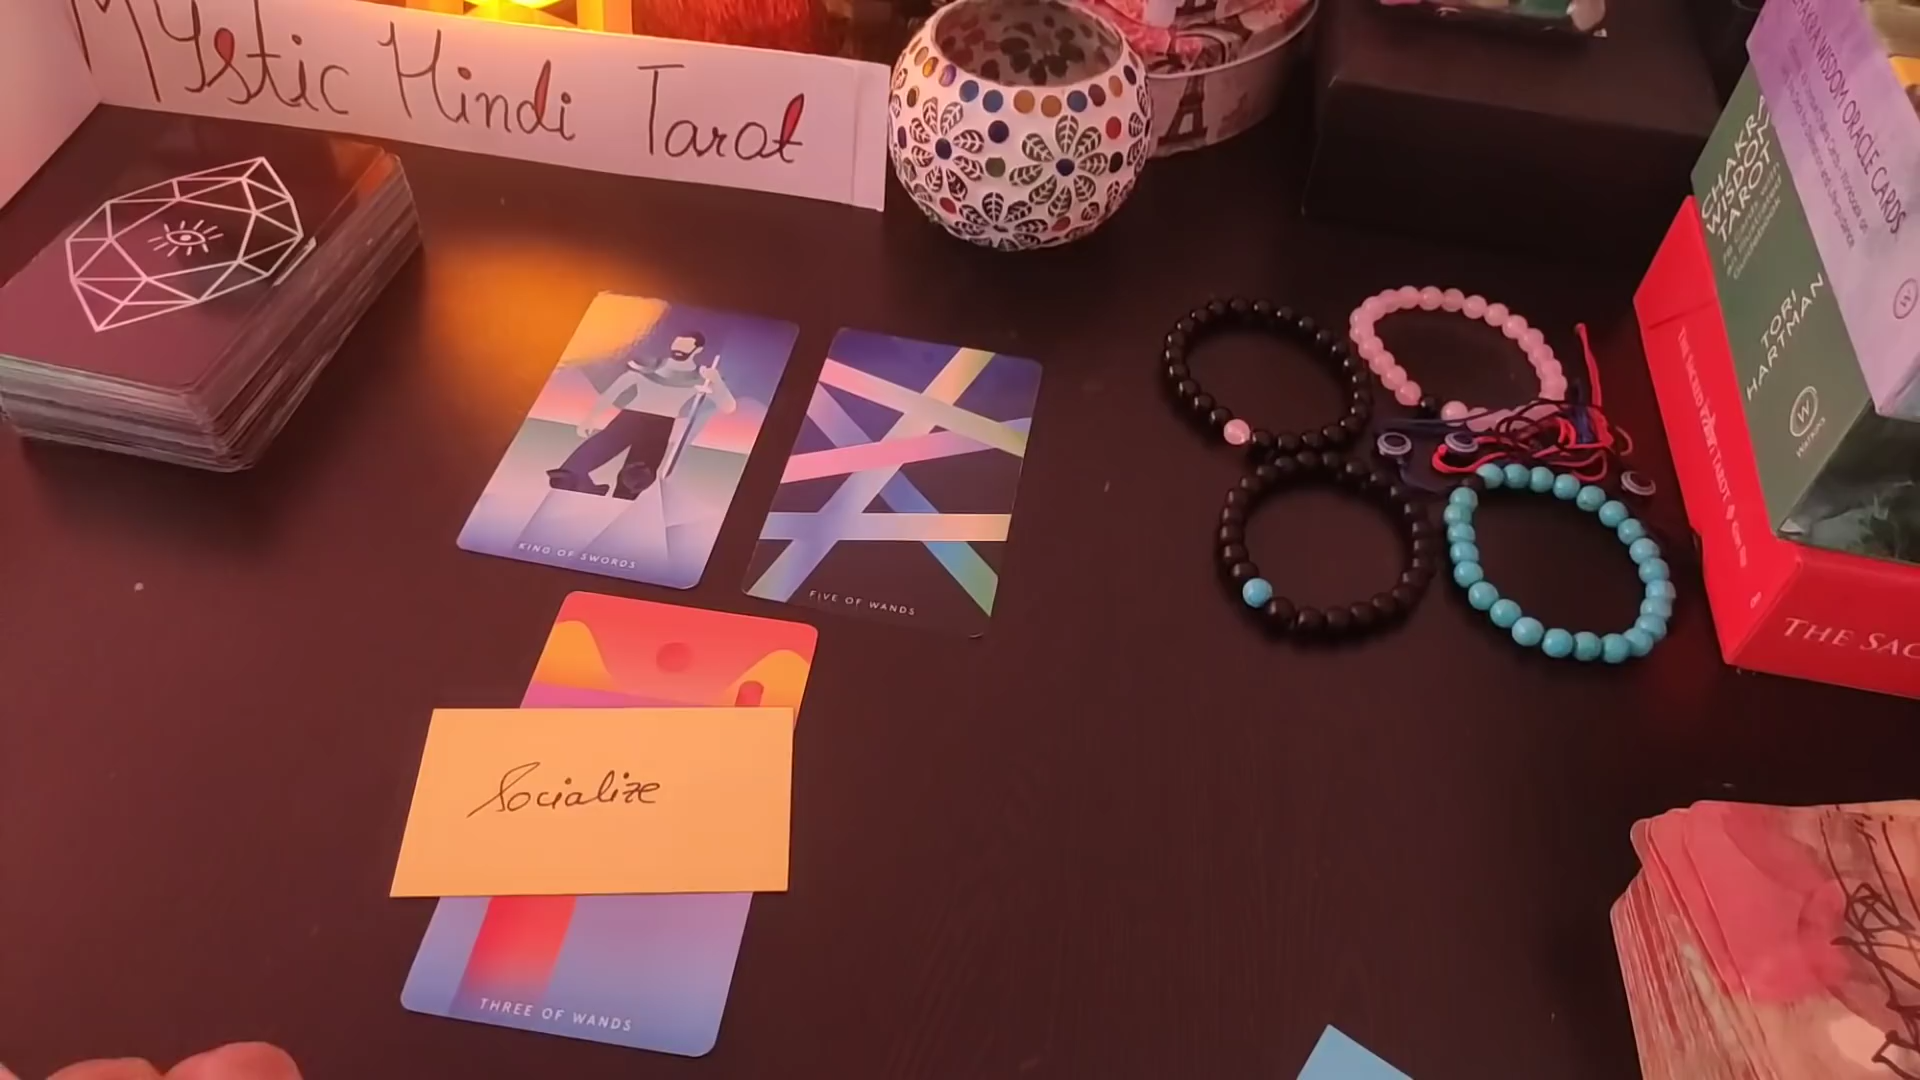 Mystic Hindi Tarot
CHAKRA WISDOM ORACLE CARDS
CHAKRA
WISDOM
TAROT
TORI
HARTMAN
W
Watkins
W
THE SAC
KING OF SWORDS
FIVE OF WANDS
Socialize
THREE OF WANDS